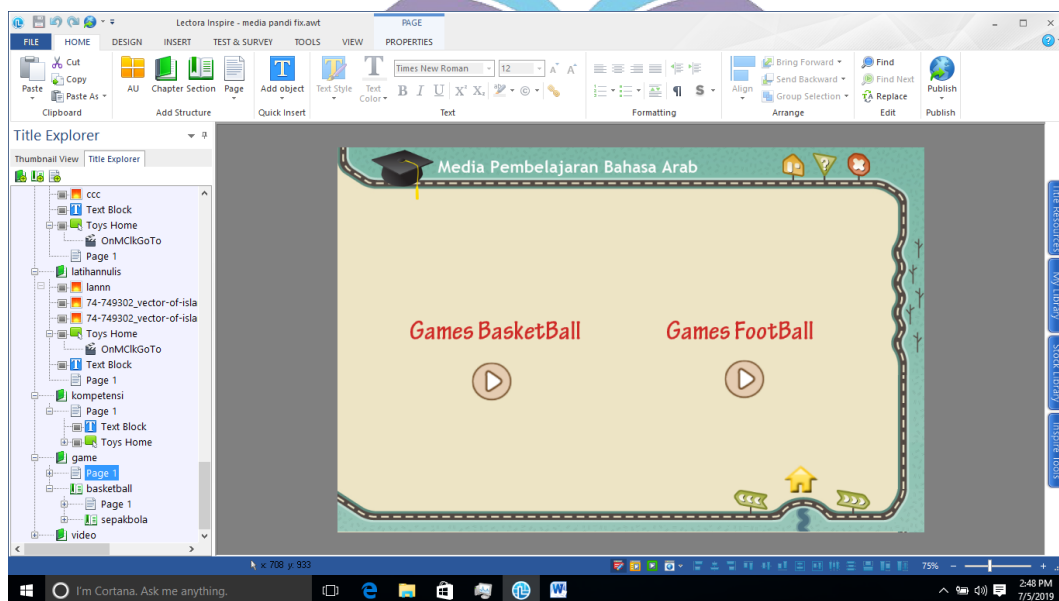 Lectora Inspire - media pandi fix.awt
PAGE
FILE HOME DESIGN INSERT TEST & SURVEY TOOLS VIEW PROPERTIES
Paste
Cut
Copy
Paste As
Clipboard
AU
Chapter
Section
Page
Add Structure
Add object
Quick Insert
Text Style
Text Color
Times New Roman
12
Text
Formatting
Align
Bring Forward
Send Backward
Group Selection
Arrange
Find
Find Next
Replace
Edit
Publish
Publish
Title Explorer
Thumbnail View
Title Explorer
ccc
Text Block
Toys Home
OnMClkGoTo
Page 1
latihannulis
lannn
74-749302_vector-of-isla
74-749302_vector-of-isla
Toys Home
OnMClkGoTo
Text Block
Page 1
kompetensi
Page 1
Text Block
Toys Home
game
Page 1
basketball
Page 1
sepakbola
video
Media Pembelajaran Bahasa Arab
Games BasketBall
Games FootBall
Title Resources
My Library
Stock Library
Inspire Tools
x: 708 y: 933
75%
I'm Cortana. Ask me anything.
2:48 PM
7/5/2019